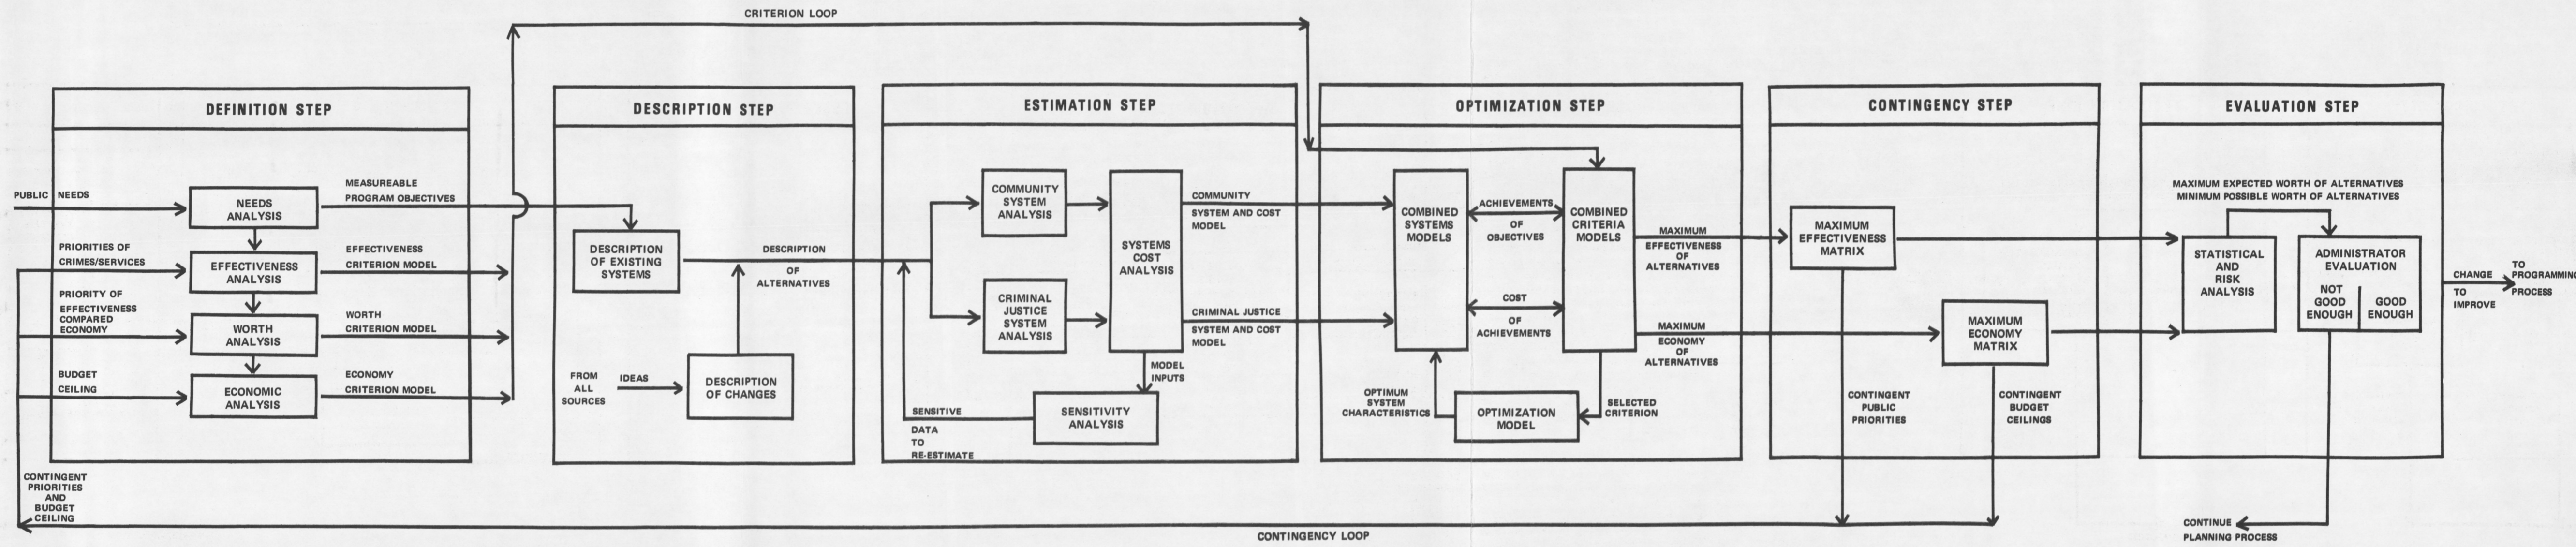 CRITERION LOOP
DEFINITION STEP
PUBLIC NEEDS
NEEDS
ANALYSIS
MEASUREABLE
PROGRAM OBJECTIVES
PRIORITIES OF
CRIMES/SERVICES
EFFECTIVENESS
ANALYSIS
EFFECTIVENESS
CRITERION MODEL
PRIORITY OF
EFFECTIVENESS
COMPARED
ECONOMY
WORTH
ANALYSIS
WORTH
CRITERION MODEL
BUDGET
CEILING
ECONOMIC
ANALYSIS
ECONOMY
CRITERION MODEL
CONTINGENT
PRIORITIES
AND
BUDGET
CEILING
DESCRIPTION STEP
DESCRIPTION
OF EXISTING
SYSTEMS
DESCRIPTION
OF
ALTERNATIVES
FROM
ALL
SOURCES
IDEAS
DESCRIPTION
OF CHANGES
ESTIMATION STEP
COMMUNITY
SYSTEM
ANALYSIS
CRIMINAL
JUSTICE
SYSTEM
ANALYSIS
SYSTEMS
COST
ANALYSIS
COMMUNITY
SYSTEM AND COST
MODEL
CRIMINAL JUSTICE
SYSTEM AND COST
MODEL
MODEL
INPUTS
SENSITIVITY
ANALYSIS
SENSITIVE
DATA
TO
RE-ESTIMATE
OPTIMIZATION STEP
COMBINED
SYSTEMS
MODELS
ACHIEVEMENTS
OF
OBJECTIVES
COST
OF
ACHIEVEMENTS
COMBINED
CRITERIA
MODELS
MAXIMUM
EFFECTIVENESS
OF
ALTERNATIVES
MAXIMUM
ECONOMY
OF
ALTERNATIVES
OPTIMUM
SYSTEM
CHARACTERISTICS
OPTIMIZATION
MODEL
SELECTED
CRITERION
CONTINGENCY STEP
MAXIMUM
EFFECTIVENESS
MATRIX
MAXIMUM
ECONOMY
MATRIX
CONTINGENT
PUBLIC
PRIORITIES
CONTINGENT
BUDGET
CEILINGS
EVALUATION STEP
MAXIMUM EXPECTED WORTH OF ALTERNATIVES
MINIMUM POSSIBLE WORTH OF ALTERNATIVES
STATISTICAL
AND
RISK
ANALYSIS
ADMINISTRATOR
EVALUATION
NOT
GOOD
ENOUGH
GOOD
ENOUGH
CHANGE
TO
IMPROVE
TO
PROGRAMMING
PROCESS
CONTINUE
PLANNING PROCESS
CONTINGENCY LOOP